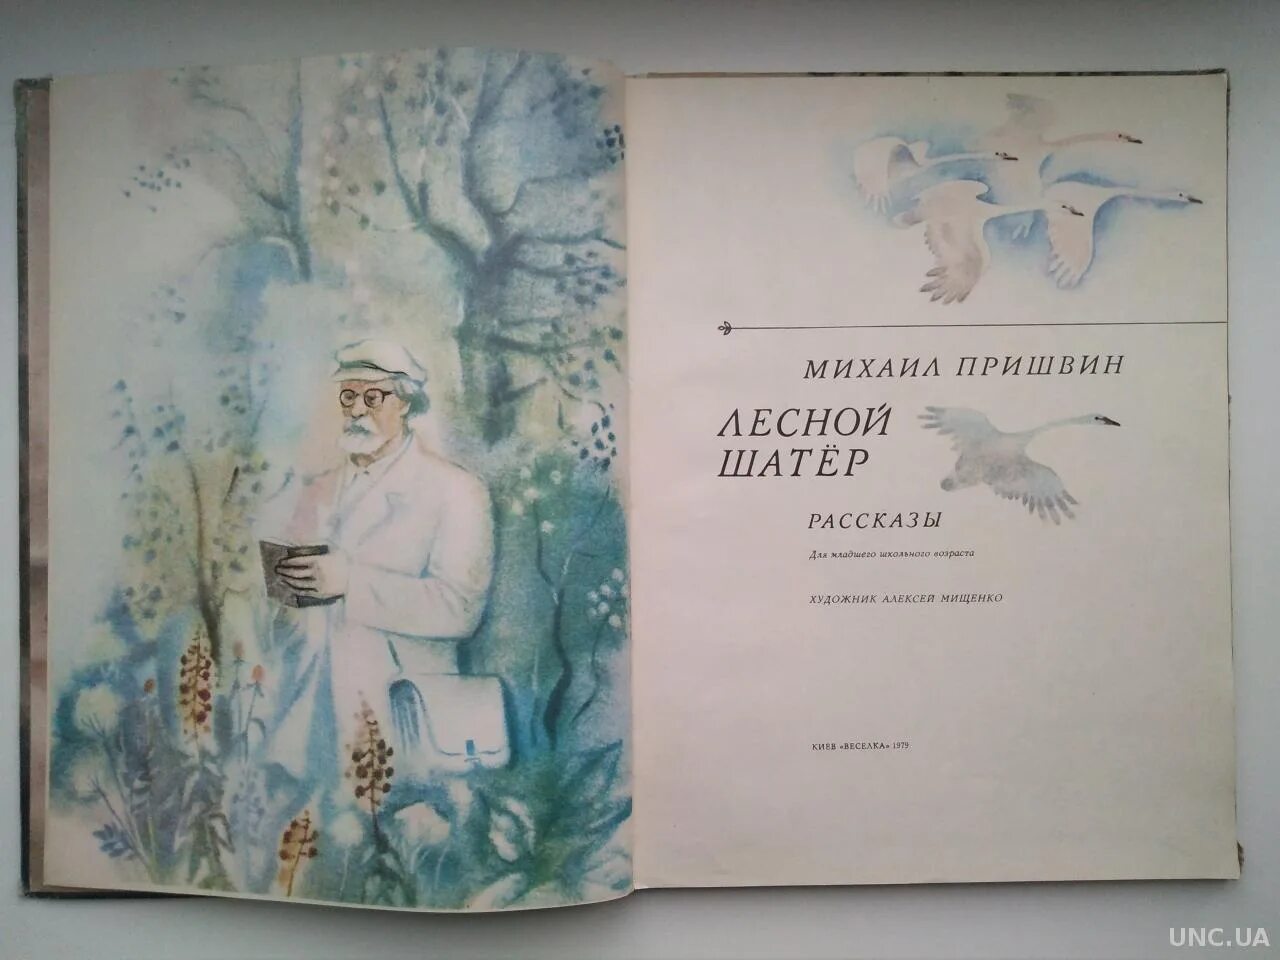 МИХАИЛ ПРИШВИН
ЛЕСНОЙ
ШАТЁР
РАССКАЗЫ
Для младшего школьного возраста
ХУДОЖНИК АЛЕКСЕЙ МИЩЕНКО
КИЕВ «ВЕСЕЛКА» 1979
UNC.UA